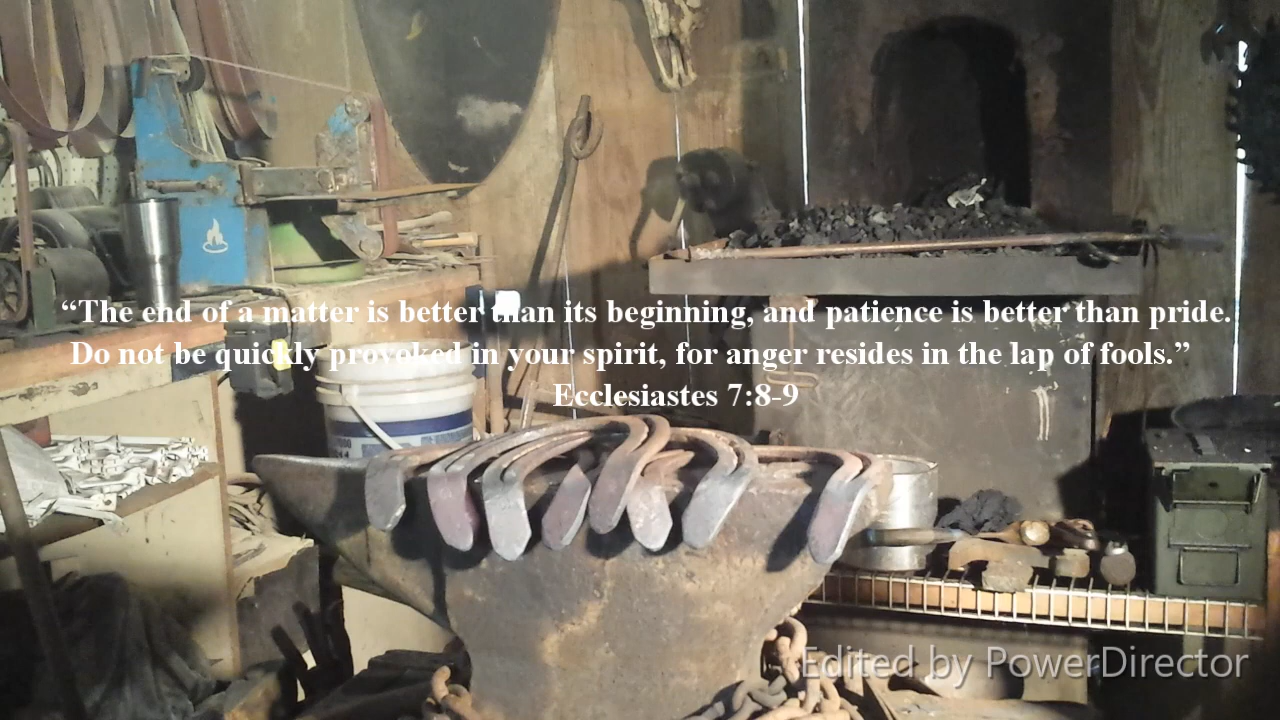 “The end of a matter is better than its beginning, and patience is better than pride.
Do not be quickly provoked in your spirit, for anger resides in the lap of fools.”
Ecclesiastes 7:8-9
Edited by PowerDirector